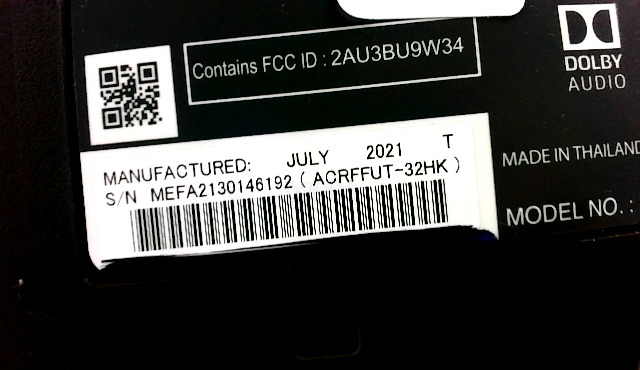 Contains FCC ID : 2AU3BU9W34
DOLBY
AUDIO
MANUFACTURED: JULY 2021 T
S/N MEFA2130146192 ( ACRFFUT-32HK )
MADE IN THAILAND
MODEL NO. :